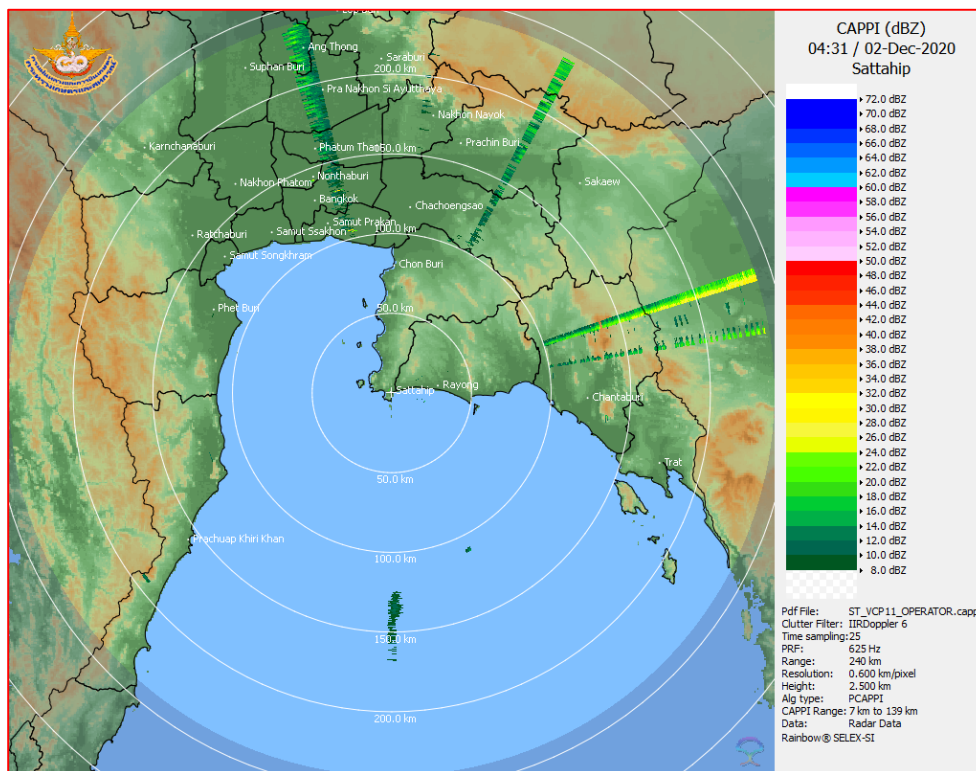 CAPPI (dBZ)
04:31 / 02-Dec-2020
Sattahip
72.0 dBZ
70.0 dBZ
68.0 dBZ
66.0 dBZ
64.0 dBZ
62.0 dBZ
60.0 dBZ
58.0 dBZ
56.0 dBZ
54.0 dBZ
52.0 dBZ
50.0 dBZ
48.0 dBZ
46.0 dBZ
44.0 dBZ
42.0 dBZ
40.0 dBZ
38.0 dBZ
36.0 dBZ
34.0 dBZ
32.0 dBZ
30.0 dBZ
28.0 dBZ
26.0 dBZ
24.0 dBZ
22.0 dBZ
20.0 dBZ
18.0 dBZ
16.0 dBZ
14.0 dBZ
12.0 dBZ
10.0 dBZ
8.0 dBZ
Pdf File: ST_VCP11_OPERATOR.capp
Clutter Filter: IIRDoppler 6
Time sampling:25
PRF: 625 Hz
Range: 240 km
Resolution: 0.600 km/pixel
Height: 2.500 km
Alg type: PCAPPI
CAPPI Range: 7 km to 139 km
Data: Radar Data
Rainbow® SELEX-SI
Ang Thong
Saraburi
Suphan Buri
200.0 km
Pra Nakhon Si Ayutthaya
Nakhon Nayok
Karnchanaburi
Phatum Thani
150.0 km
Prachin Buri
Nakhon Phatom
Nonthaburi
Sakaew
Bangkok
Chachoengsao
Samut Prakan
Ratchaburi
Samut Ssakhon
100.0 km
Samut Songkhram
Chon Buri
Phet Buri
50.0 km
Sattahip
Rayong
Chantaburi
Trat
50.0 km
Prachuap Khiri Khan
100.0 km
150.0 km
200.0 km